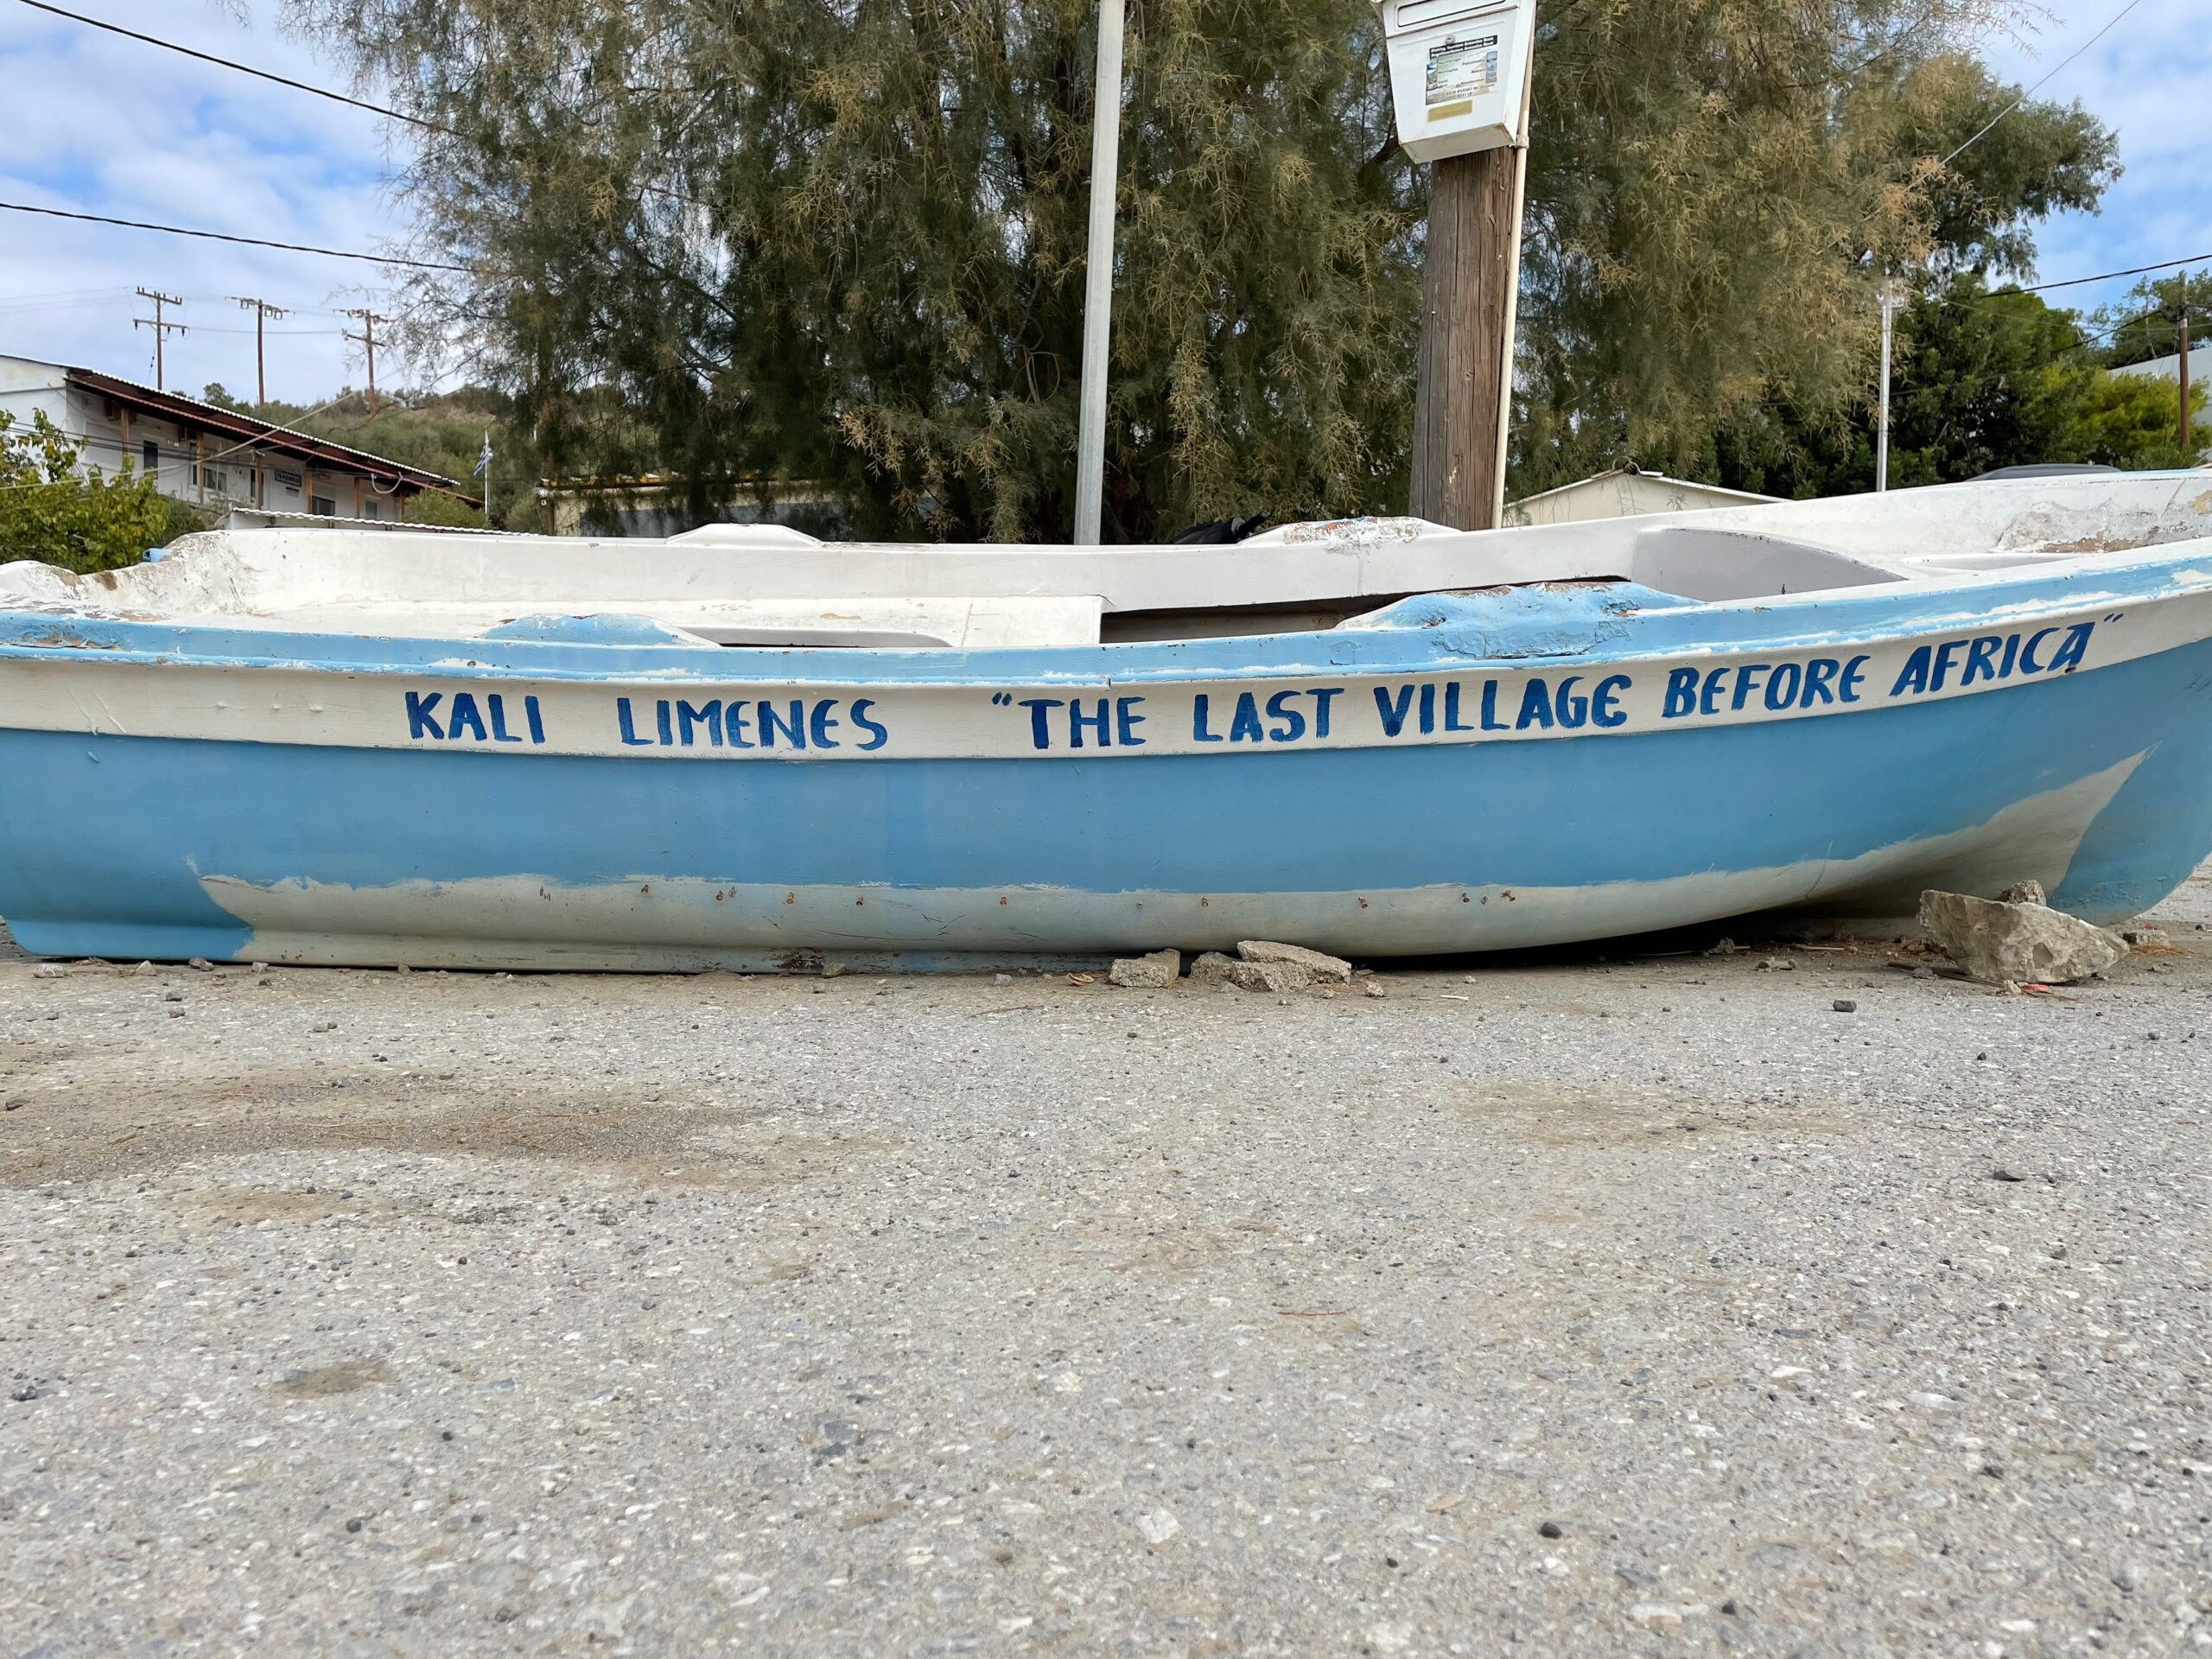 KALI LIMENES "THE LAST VILLAGE BEFORE AFRICA"